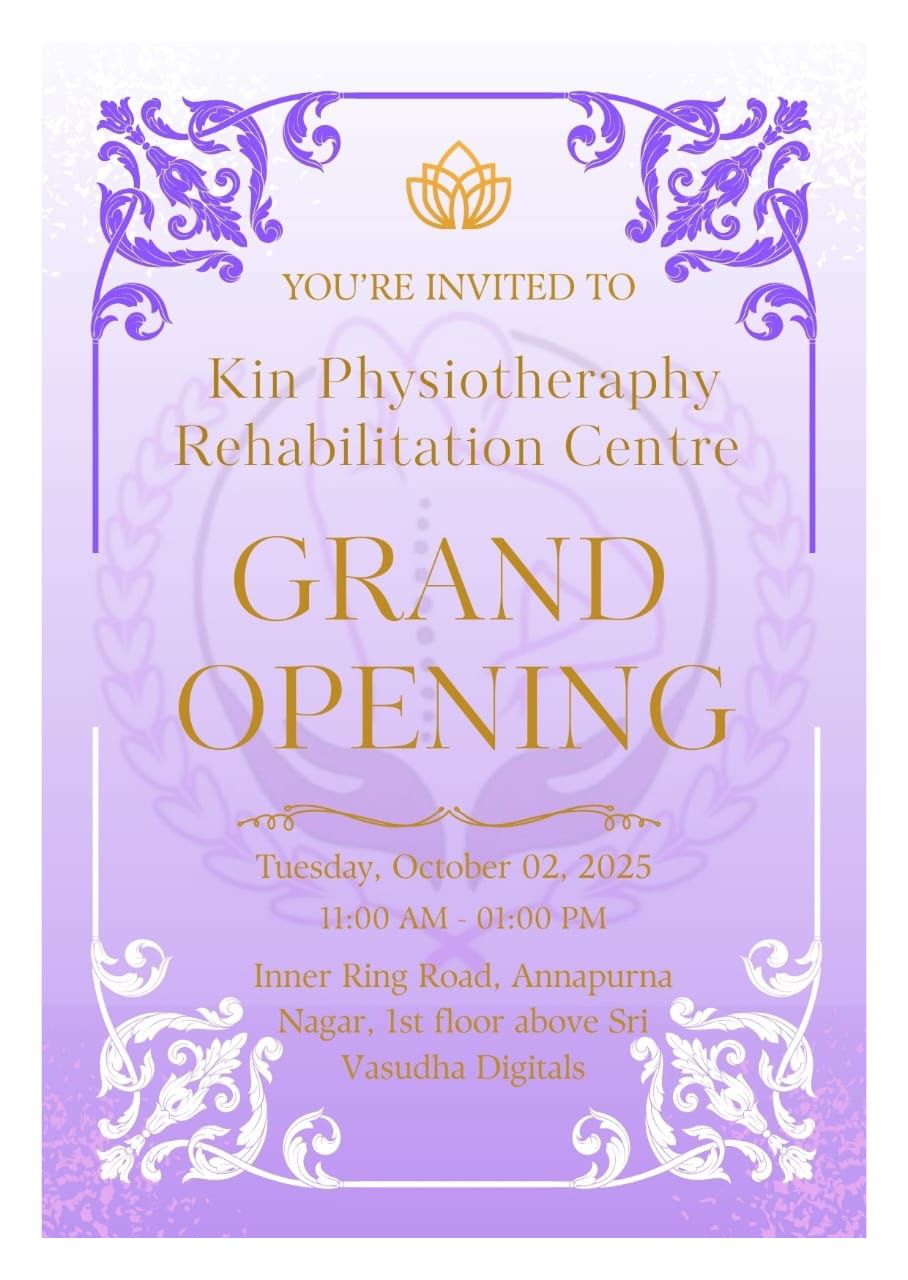 YOU’RE INVITED TO
Kin Physiotheraphy
Rehabilitation Centre
GRAND
OPENING
Tuesday, October 02, 2025
11:00 AM - 01:00 PM
Inner Ring Road, Annapurna
Nagar, 1st floor above Sri
Vasudha Digitals